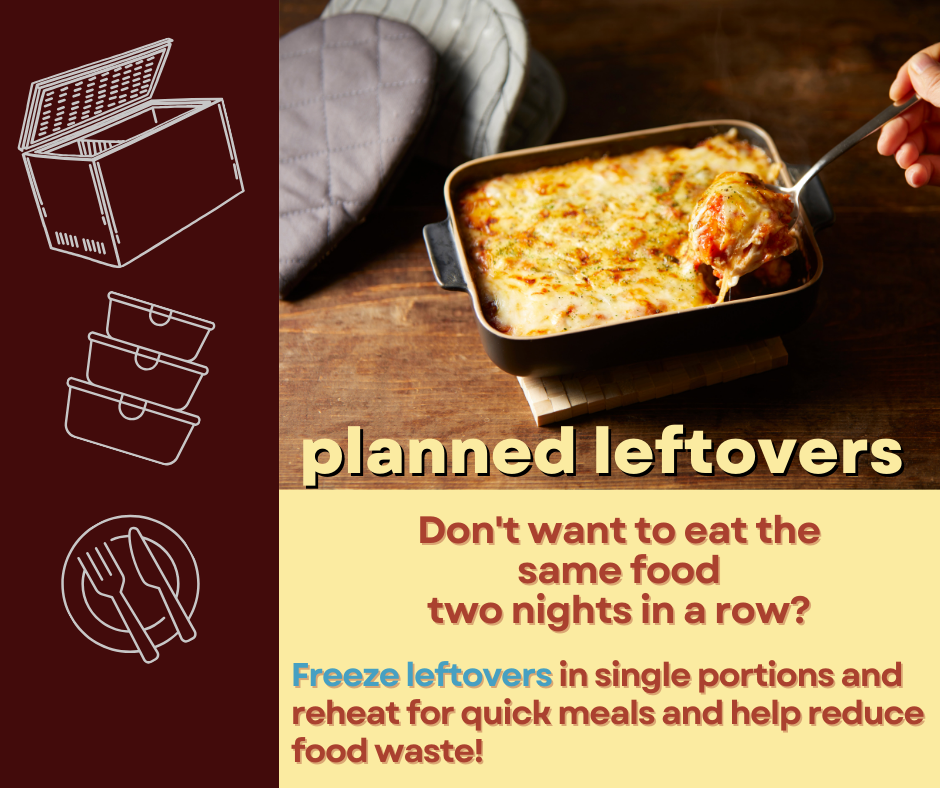 planned leftovers
Don't want to eat the
same food
two nights in a row?
Freeze leftovers in single portions and
reheat for quick meals and help reduce
food waste!